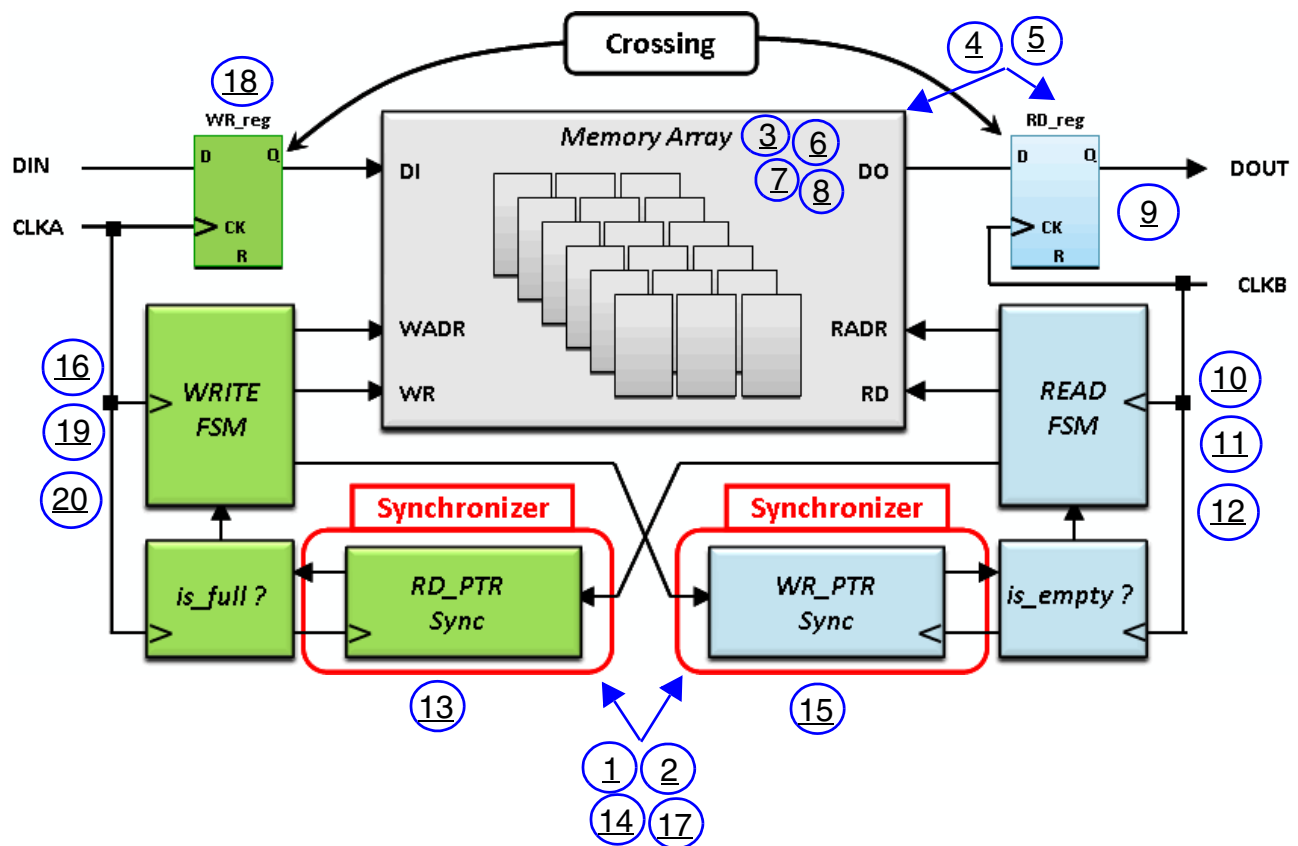 Crossing
4 5
18
WR_reg
RD_reg
Memory Array 3 6
7 8
D Q
DIN
DI
DO
D Q
DOUT
9
CLKA
CK
R
CK
R
CLKB
WADR
RADR
16
WRITE
FSM
WR
RD
READ
FSM
10
19
11
20
12
Synchronizer
Synchronizer
is_full ?
RD_PTR
Sync
WR_PTR
Sync
is_empty ?
13
15
1 2
14 17